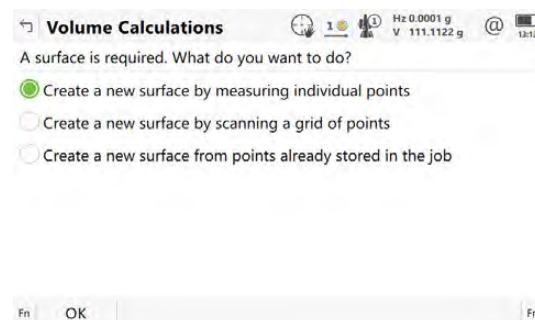 Volume Calculations
1
1
Hz 0.0001 g
V 111.1122 g
@
A surface is required. What do you want to do?
Create a new surface by measuring individual points
Create a new surface by scanning a grid of points
Create a new surface from points already stored in the job
Fn OK